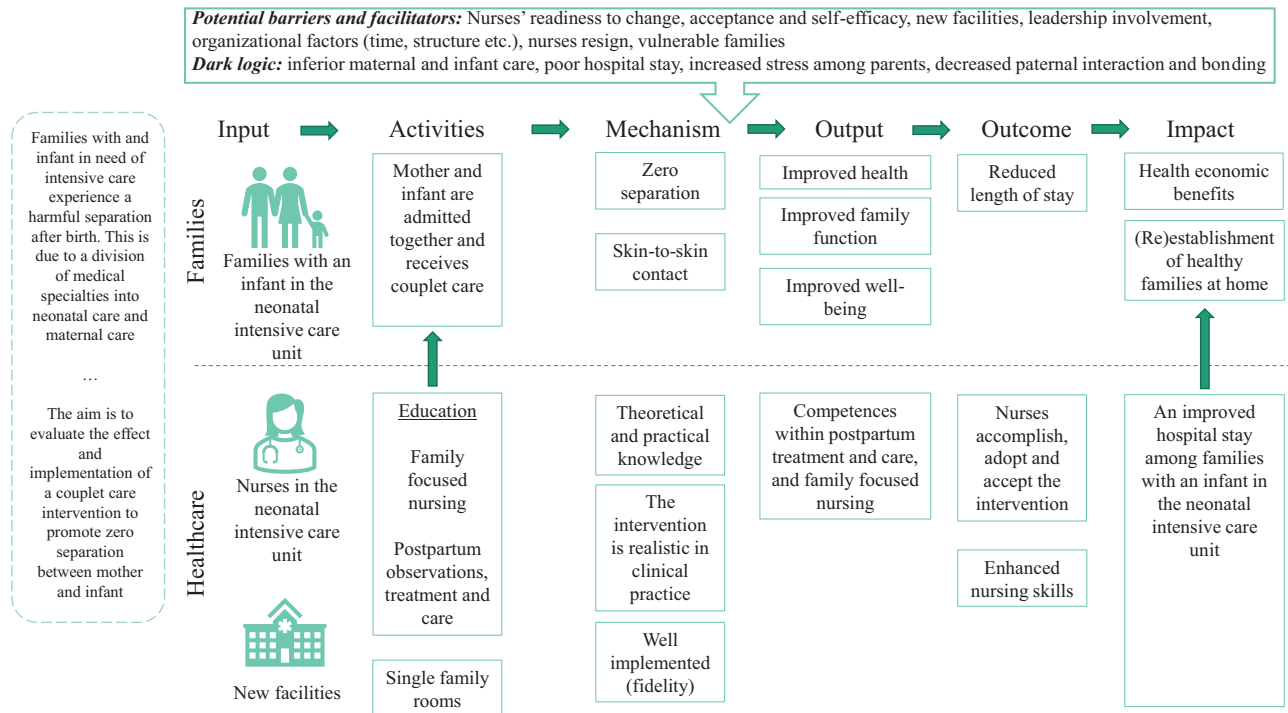 Potential barriers and facilitators: Nurses' readiness to change, acceptance and self-efficacy, new facilities, leadership involvement,
organizational factors (time, structure etc.), nurses resign, vulnerable families
Dark logic: inferior maternal and infant care, poor hospital stay, increased stress among parents, decreased paternal interaction and bonding
Families with and
infant in need of
intensive care
experience a
harmful separation
after birth. This is
due to a division
of medical
specialties into
neonatal care and
maternal care
…
The aim is to
evaluate the effect
and
implementation of
a couplet care
intervention to
promote zero
separation
between mother
and infant
Input
Activities
Mechanism
Output
Outcome
Impact
Families
Families with an
infant in the
neonatal
intensive care
unit
Mother and
infant are
admitted
together and
receives
couplet care
Zero
separation
Skin-to-skin
contact
Improved health
Improved family
function
Improved well-
being
Reduced
length of stay
Health economic
benefits
(Re)establishment
of healthy
families at home
Healthcare
Nurses in the
neonatal
intensive care
unit
New facilities
Education
Family
focused
nursing
Postpartum
observations,
treatment and
care
Single family
rooms
Theoretical
and practical
knowledge
The
intervention
is realistic in
clinical
practice
Well
implemented
(fidelity)
Competences
within postpartum
treatment and care,
and family focused
nursing
Nurses
accomplish,
adopt and
accept the
intervention
Enhanced
nursing skills
An improved
hospital stay
among families
with an infant in
the neonatal
intensive care
unit